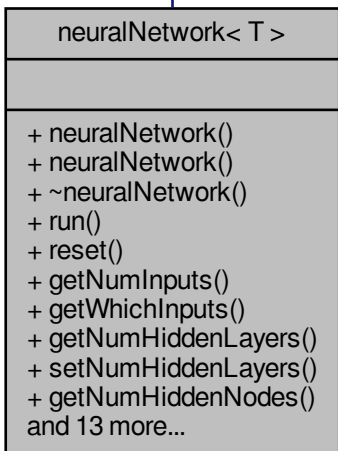 neuralNetwork< T >
+ neuralNetwork()
+ neuralNetwork()
+ ~neuralNetwork()
+ run()
+ reset()
+ getNumInputs()
+ getWhichInputs()
+ getNumHiddenLayers()
+ setNumHiddenLayers()
+ getNumHiddenNodes()
and 13 more...